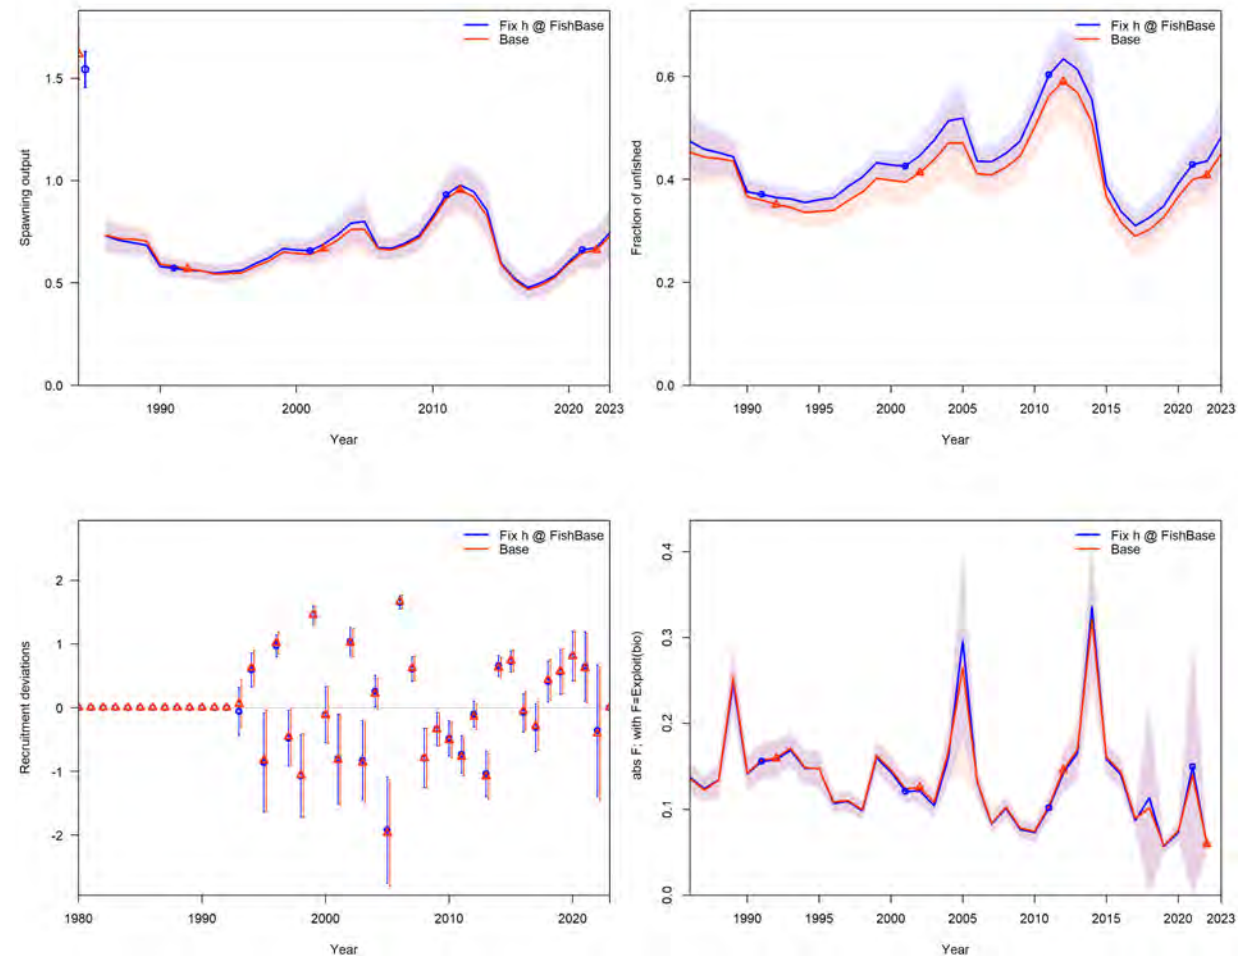 Fix h @ FishBase
Base
Spawning output
0.0
0.5
1.0
1.5
1990
2000
2010
2020
2023
Year
Fix h @ FishBase
Base
Fraction of unfished
0.0
0.2
0.4
0.6
1990
1995
2000
2005
2010
2015
2020
2023
Year
Fix h @ FishBase
Base
Recruitment deviations
-2
-1
0
1
2
1980
1990
2000
2010
2020
Year
Fix h @ FishBase
Base
abs F; with F=Exploit(bio)
0.0
0.1
0.2
0.3
0.4
1990
1995
2000
2005
2010
2015
2020
2023
Year